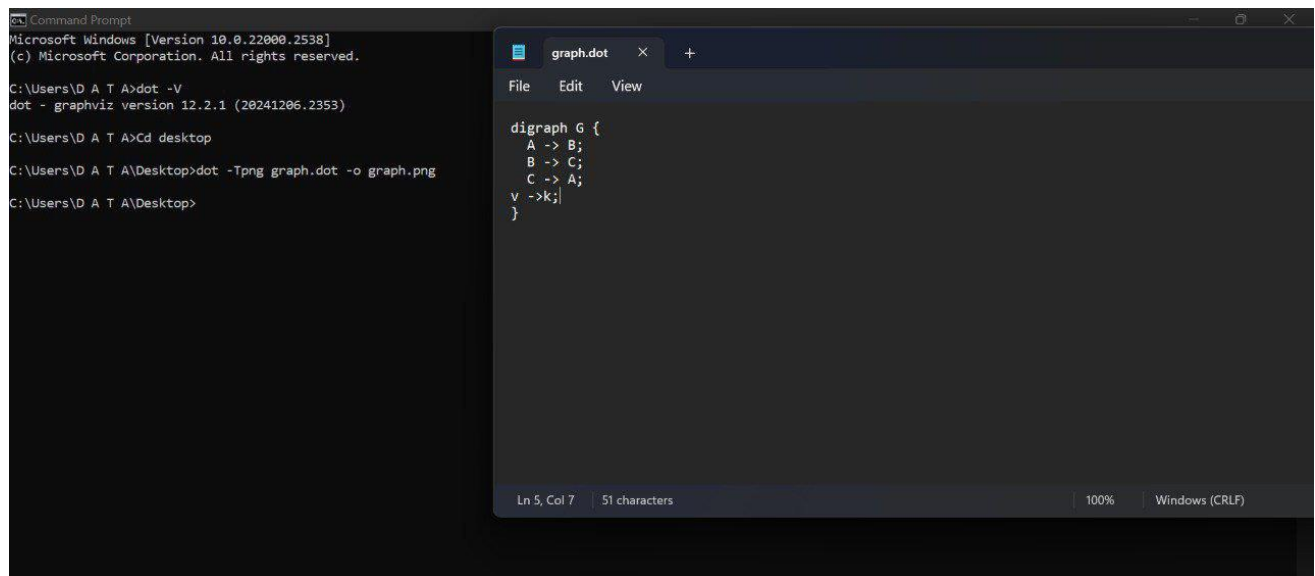 Command Prompt
Microsoft Windows [Version 10.0.22000.2538]
(c) Microsoft Corporation. All rights reserved.
C:\Users\D A T A>dot -V
dot - graphviz version 12.2.1 (20241206.2353)
C:\Users\D A T A>Cd desktop
C:\Users\D A T A\Desktop>dot -Tpng graph.dot -o graph.png
C:\Users\D A T A\Desktop>
graph.dot
File Edit View
digraph G {
  A -> B;
  B -> C;
  C -> A;
v ->k;
}
Ln 5, Col 7 51 characters 100% Windows (CRLF)